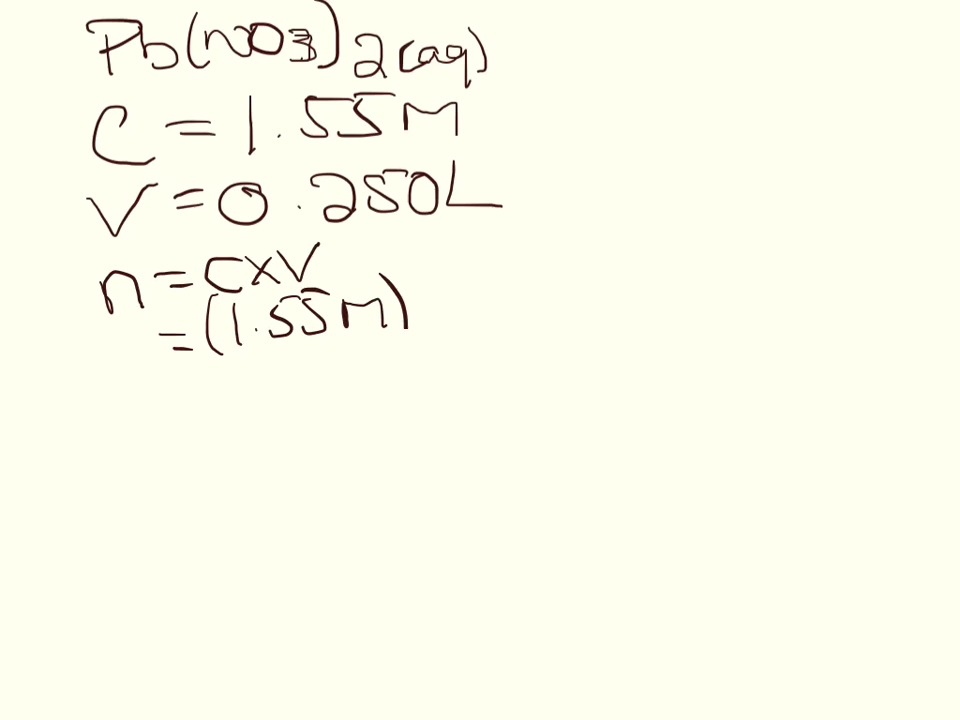 Pb(NO3)2(aq)
C = 1.55M
V = 0.250L
n = CXV
= (1.55M)